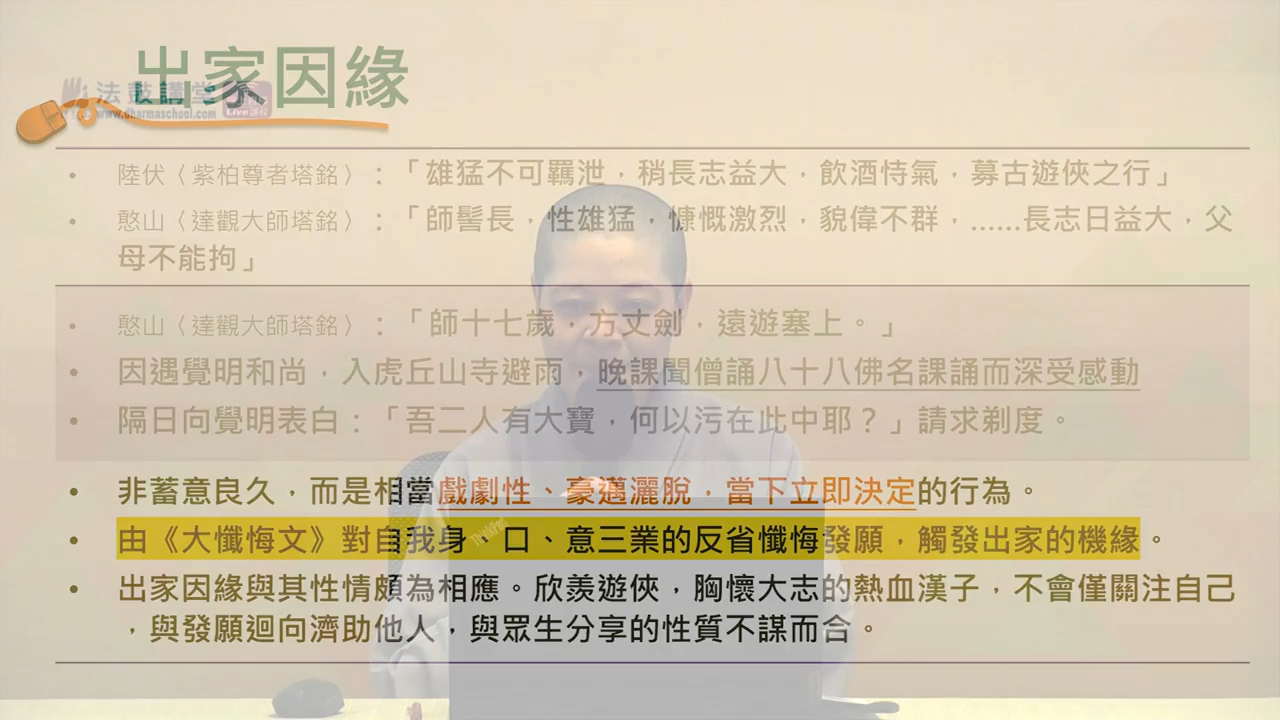 出家因緣
法鼓講堂
www.dharmaschool.com
Live
• 陸伏〈紫柏尊者塔銘〉：「雄猛不可羈泄，稍長志益大，飲酒恃氣，募古遊俠之行」
• 憨山〈達觀大師塔銘〉：「師髻長，性雄猛，慷慨激烈，貌偉不群，……長志日益大，父
母不能拘」
• 憨山〈達觀大師塔銘〉：「師十七歲，方丈劍，遠遊塞上。」
• 因遇覺明和尚，入虎丘山寺避雨，晚課聞僧誦八十八佛名課誦而深受感動
• 隔日向覺明表白：「吾二人有大寶，何以污在此中耶？」請求剃度。
• 非蓄意良久，而是相當戲劇性、豪邁灑脫，當下立即決定的行為。
• 由《大懺悔文》對自我身、口、意三業的反省懺悔發願，觸發出家的機緣。
• 出家因緣與其性情頗為相應。欣羨遊俠，胸懷大志的熱血漢子，不會僅關注自己
，與發願迴向濟助他人，與眾生分享的性質不謀而合。
ThinkPad